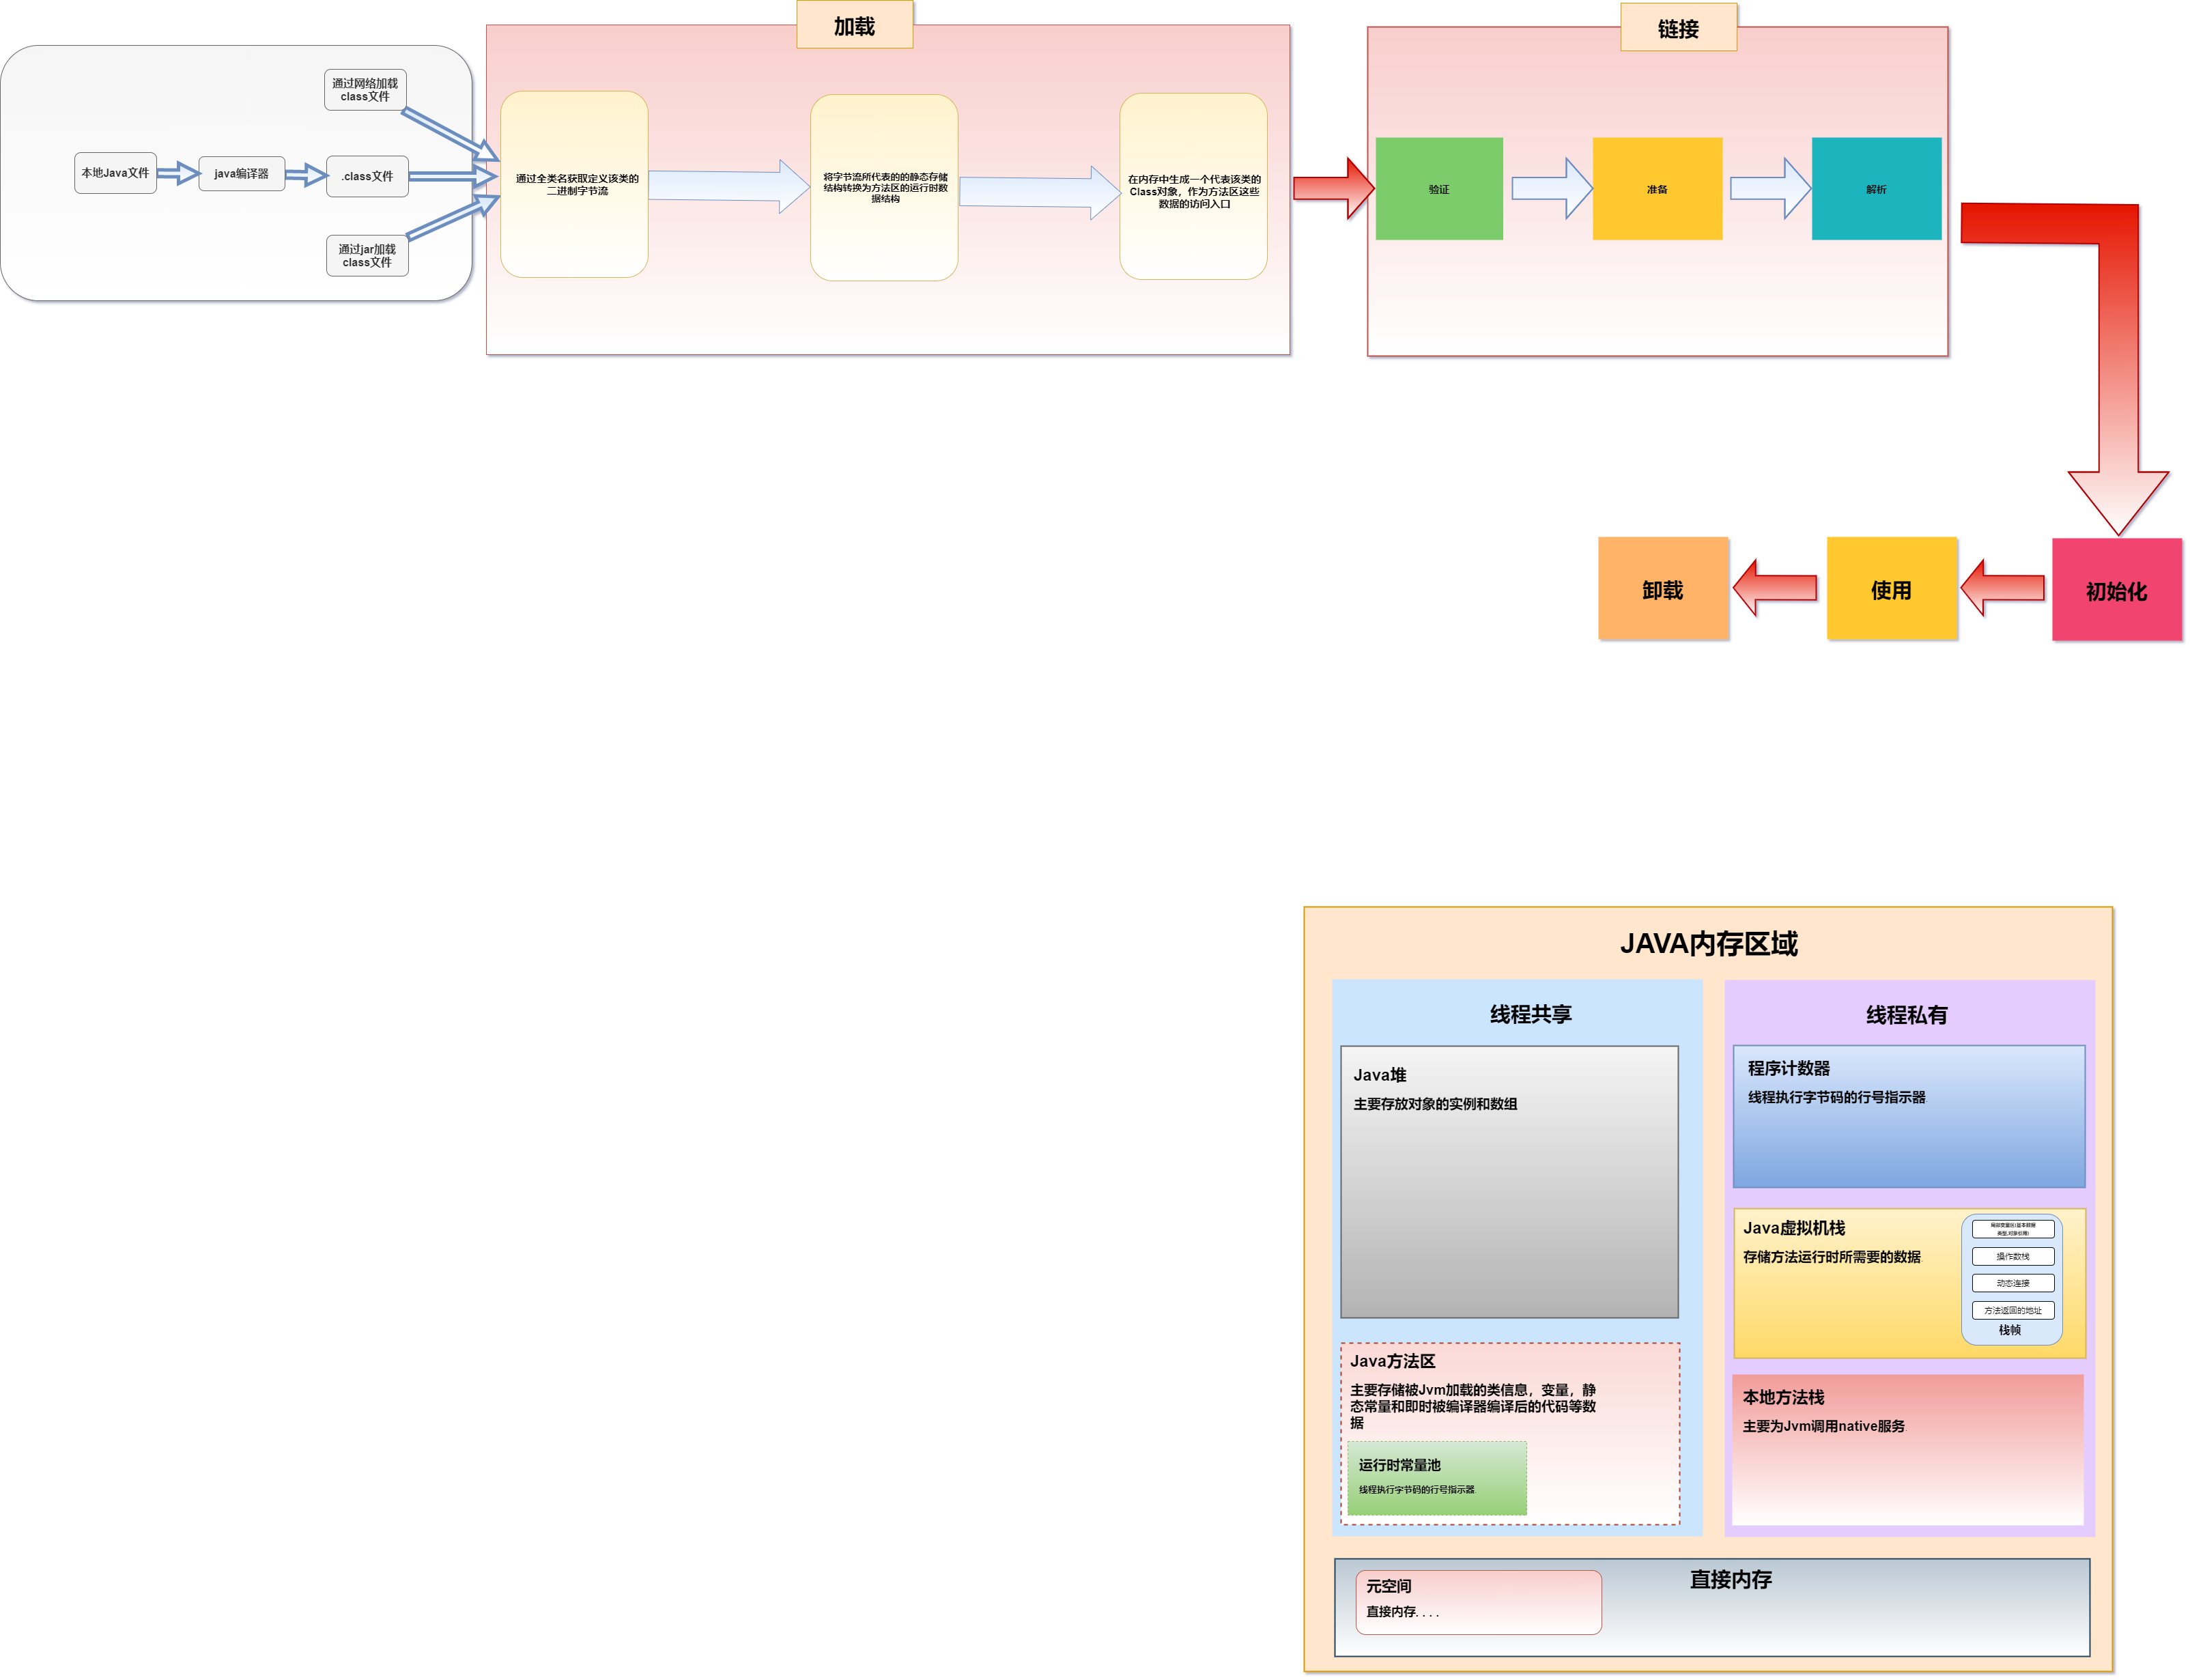 加载
链接
通过网络加载
class文件
本地Java文件
java编译器
.class文件
通过jar加载
class文件
通过全类名获取定义该类的
二进制字节流
将字节流所代表的的静态存储
结构转换为方法区的运行时数
据结构
在内存中生成一个代表该类的
Class对象，作为方法区这些
数据的访问入口
验证
准备
解析
卸载
使用
初始化
JAVA内存区域
线程共享
Java堆
主要存放对象的实例和数组
Java方法区
主要存储被Jvm加载的类信息，变量，静
态常量和即时被编译器编译后的代码等数
据
运行时常量池
线程执行字节码的行号指示器.
线程私有
程序计数器
线程执行字节码的行号指示器.
Java虚拟机栈
存储方法运行时所需要的数据.
局部变量区(基本数据
类型,对象引用)
操作数栈
动态连接
方法返回的地址
栈帧
本地方法栈
主要为Jvm调用native服务.
直接内存
元空间
直接内存. . . .